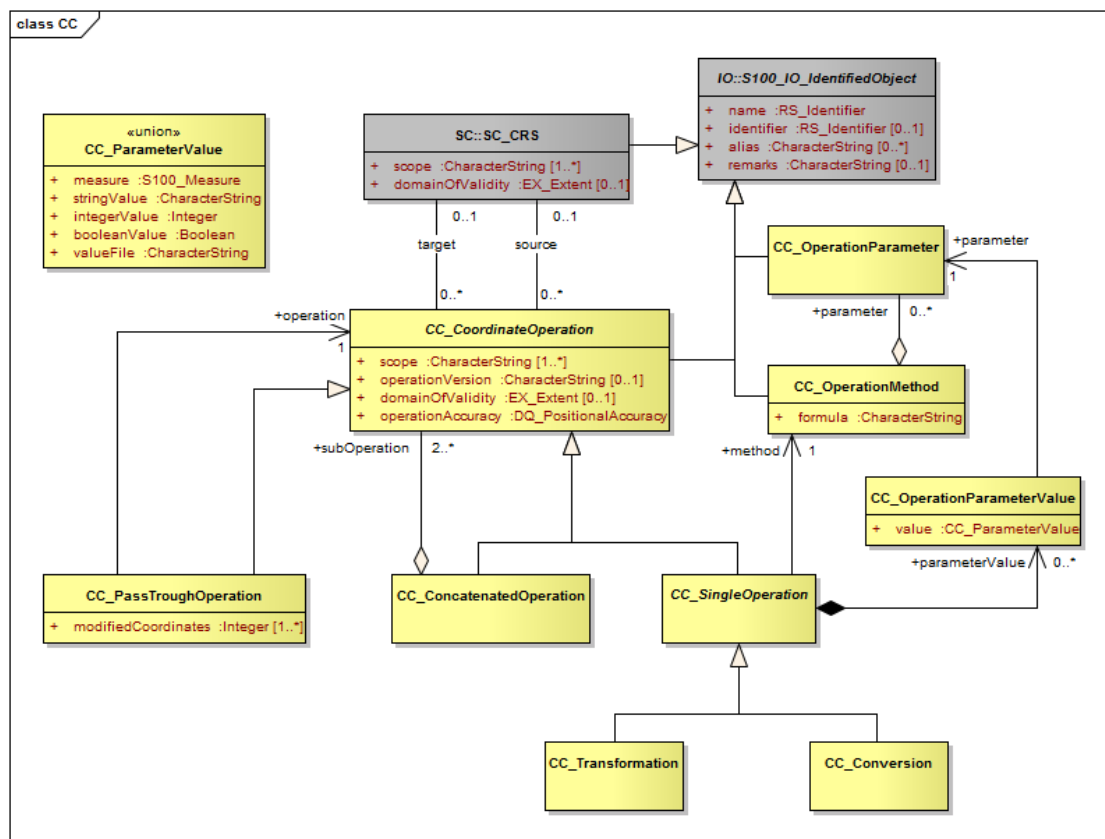 class CC
IO::S100_IO_IdentifiedObject
+ name :RS_Identifier
+ identifier :RS_Identifier [0..1]
+ alias :CharacterString [0..*]
+ remarks :CharacterString [0..1]
«union»
CC_ParameterValue
+ measure :S100_Measure
+ stringValue :CharacterString
+ integerValue :Integer
+ booleanValue :Boolean
+ valueFile :CharacterString
SC::SC_CRS
+ scope :CharacterString [1..*]
+ domainOfValidity :EX_Extent [0..1]
0..1
0..1
target
source
0..*
0..*
CC_OperationParameter
+parameter
1
+parameter
0..*
+operation
1
CC_CoordinateOperation
+ scope :CharacterString [1..*]
+ operationVersion :CharacterString [0..1]
+ domainOfValidity :EX_Extent [0..1]
+ operationAccuracy :DQ_PositionalAccuracy
CC_OperationMethod
+ formula :CharacterString
+subOperation
2..*
+method
1
CC_OperationParameterValue
+ value :CC_ParameterValue
+parameterValue
0..*
CC_PassTroughOperation
+ modifiedCoordinates :Integer [1..*]
CC_ConcatenatedOperation
CC_SingleOperation
CC_Transformation
CC_Conversion